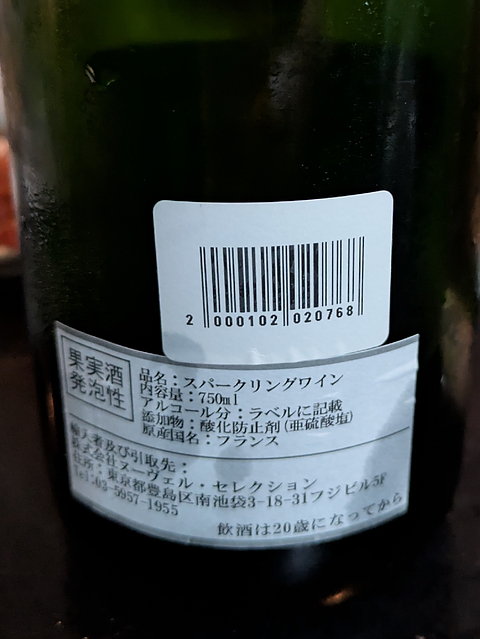 2 000102 020768
果実酒
発泡性
品名：スパークリングワイン
内容量：750ml
アルコール分：ラベルに記載
添加物：酸化防止剤(亜硫酸塩)
原産国名：フランス
輸入者及び引取先：
株式会社ヌーヴェル・セレクション
住所：東京都豊島区南池袋3-18-31フジビル5F
Tel:03-5957-1955
飲酒は20歳になってから